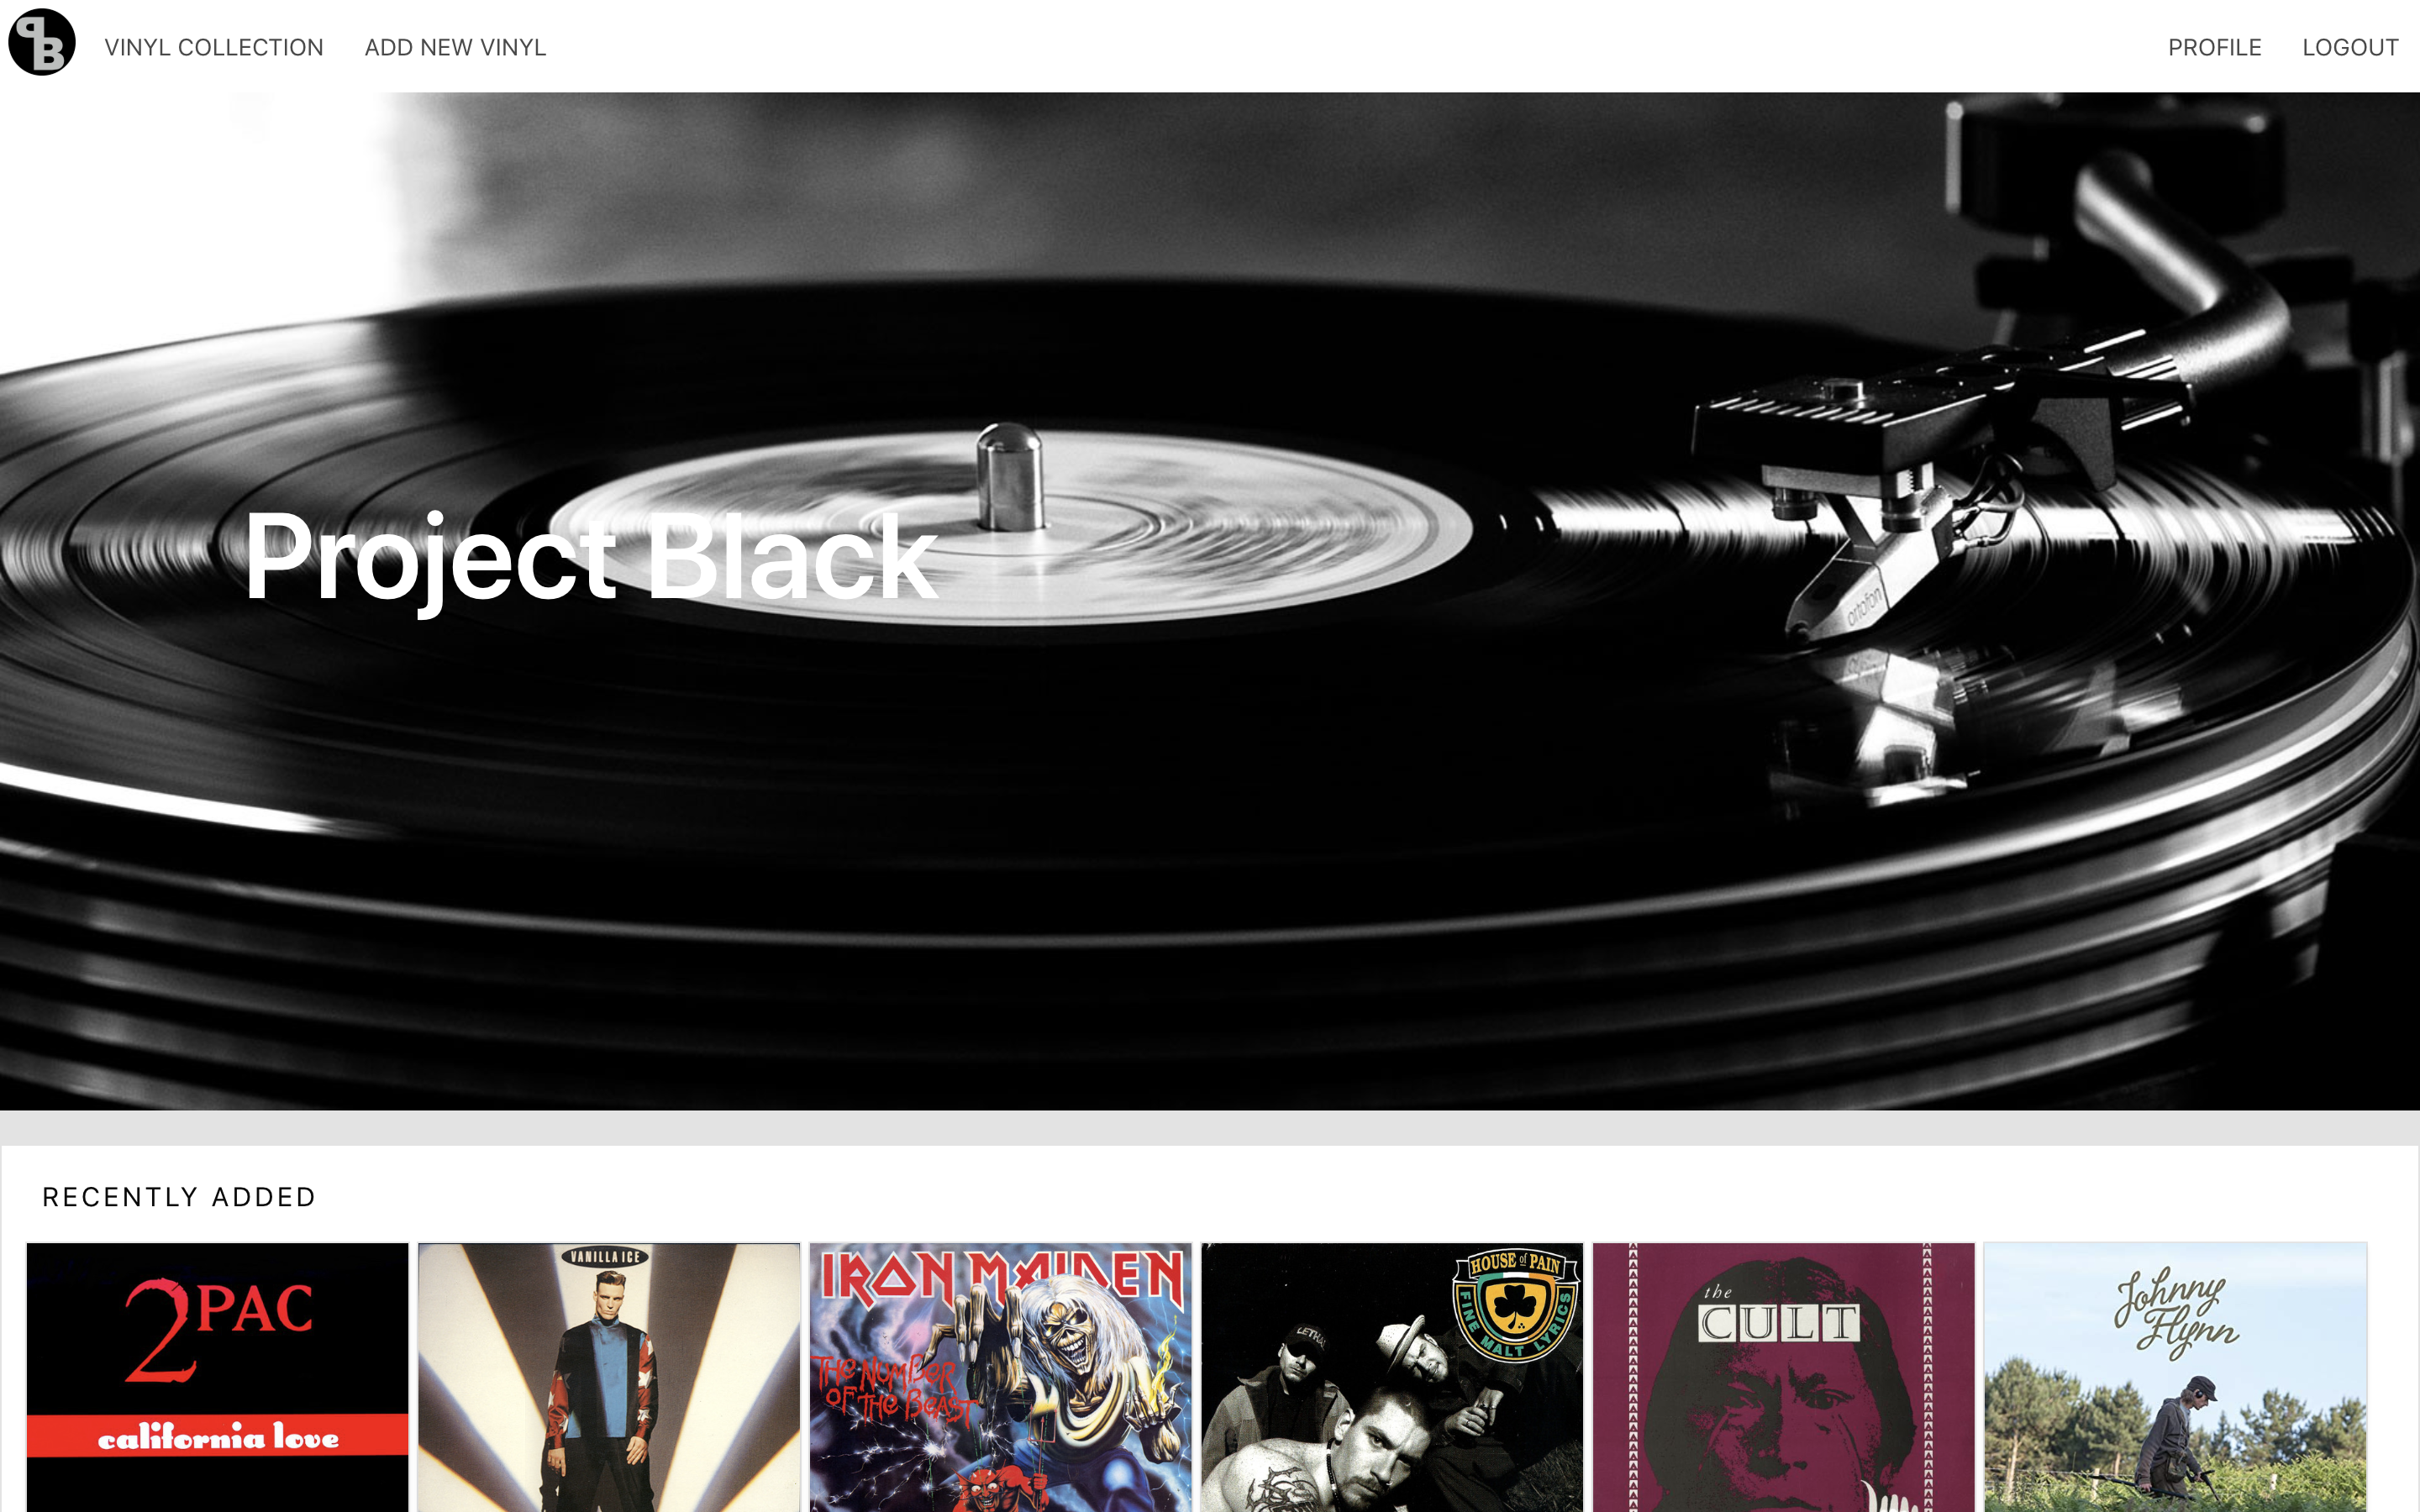 PB
VINYL COLLECTION
ADD NEW VINYL
PROFILE
LOGOUT
ortofon
Project Black
RECENTLY ADDED
2PAC
california love
VANILLA ICE
IRON MAIDEN
THE NUMBER
OF THE BEAST
LETHAL
HOUSE of PAIN
FINE MALT LYRICS
the
CULT
Johnny
Flynn